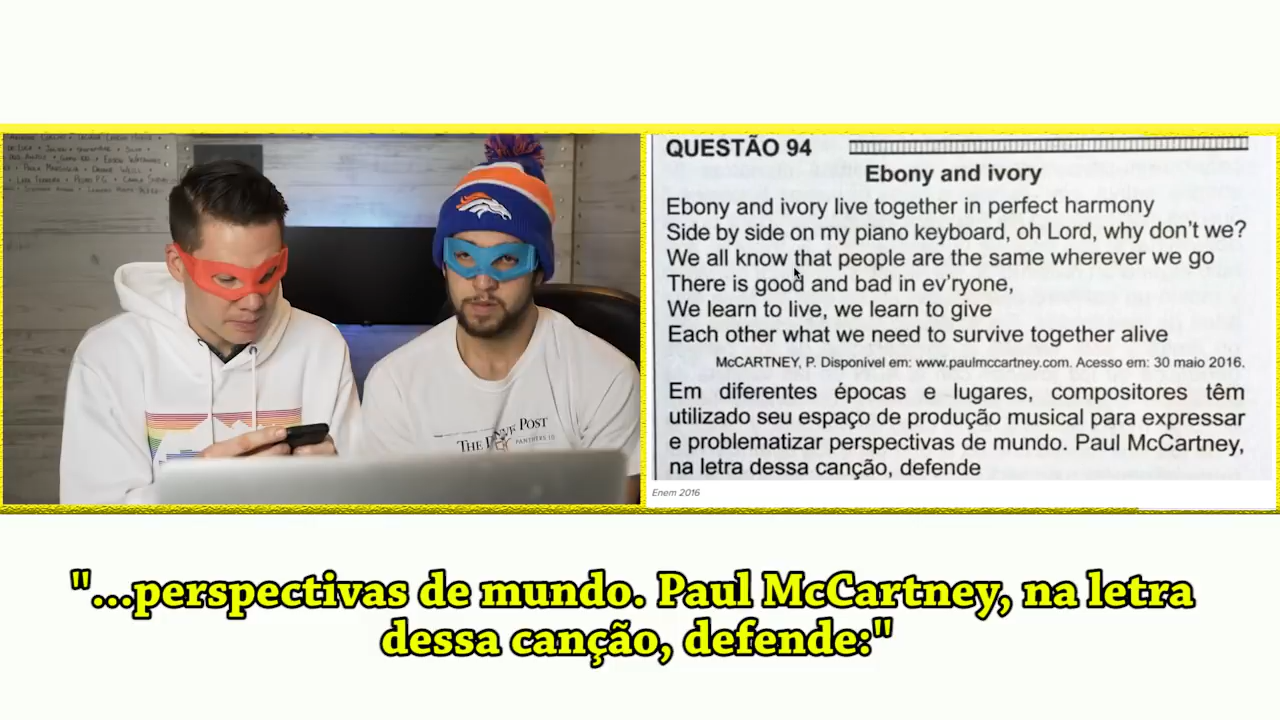 QUESTÃO 94
Ebony and ivory
Ebony and ivory live together in perfect harmony
Side by side on my piano keyboard, oh Lord, why don't we?
We all know that people are the same wherever we go
There is good and bad in ev'ryone,
We learn to live, we learn to give
Each other what we need to survive together alive
McCARTNEY, P. Disponível em: www.paulmccartney.com. Acesso em: 30 maio 2016.
Em diferentes épocas e lugares, compositores têm
utilizado seu espaço de produção musical para expressar
e problematizar perspectivas de mundo. Paul McCartney,
na letra dessa canção, defende
Enem 2016
POST
PANTHERS
"...perspectivas de mundo. Paul McCartney, na letra
dessa canção, defende:"